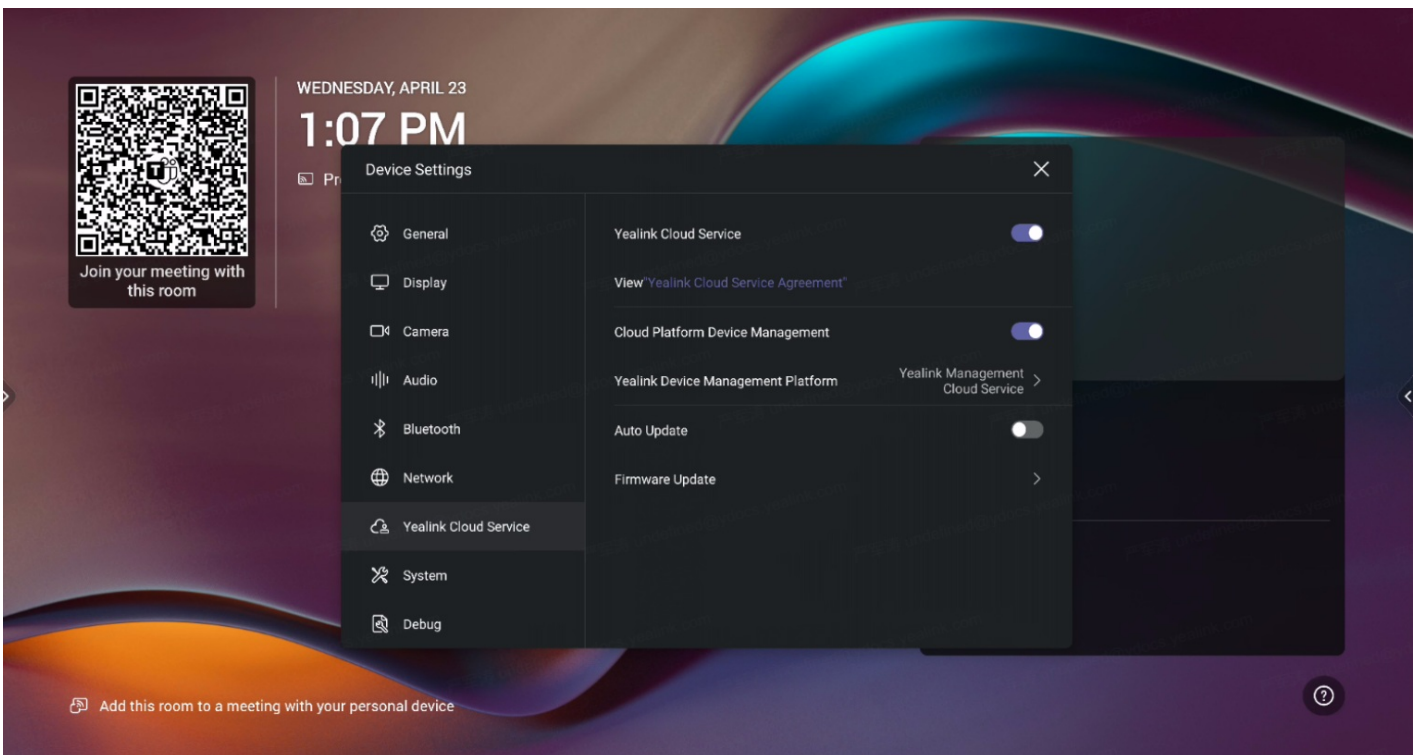 WEDNESDAY, APRIL 23
1:07 PM
Pr
Join your meeting with
this room
Device Settings
General
Display
Camera
Audio
Bluetooth
Network
Yealink Cloud Service
System
Debug
Yealink Cloud Service
View"Yealink Cloud Service Agreement"
Cloud Platform Device Management
Yealink Device Management Platform
Yealink Management
Cloud Service
Auto Update
Firmware Update
Add this room to a meeting with your personal device